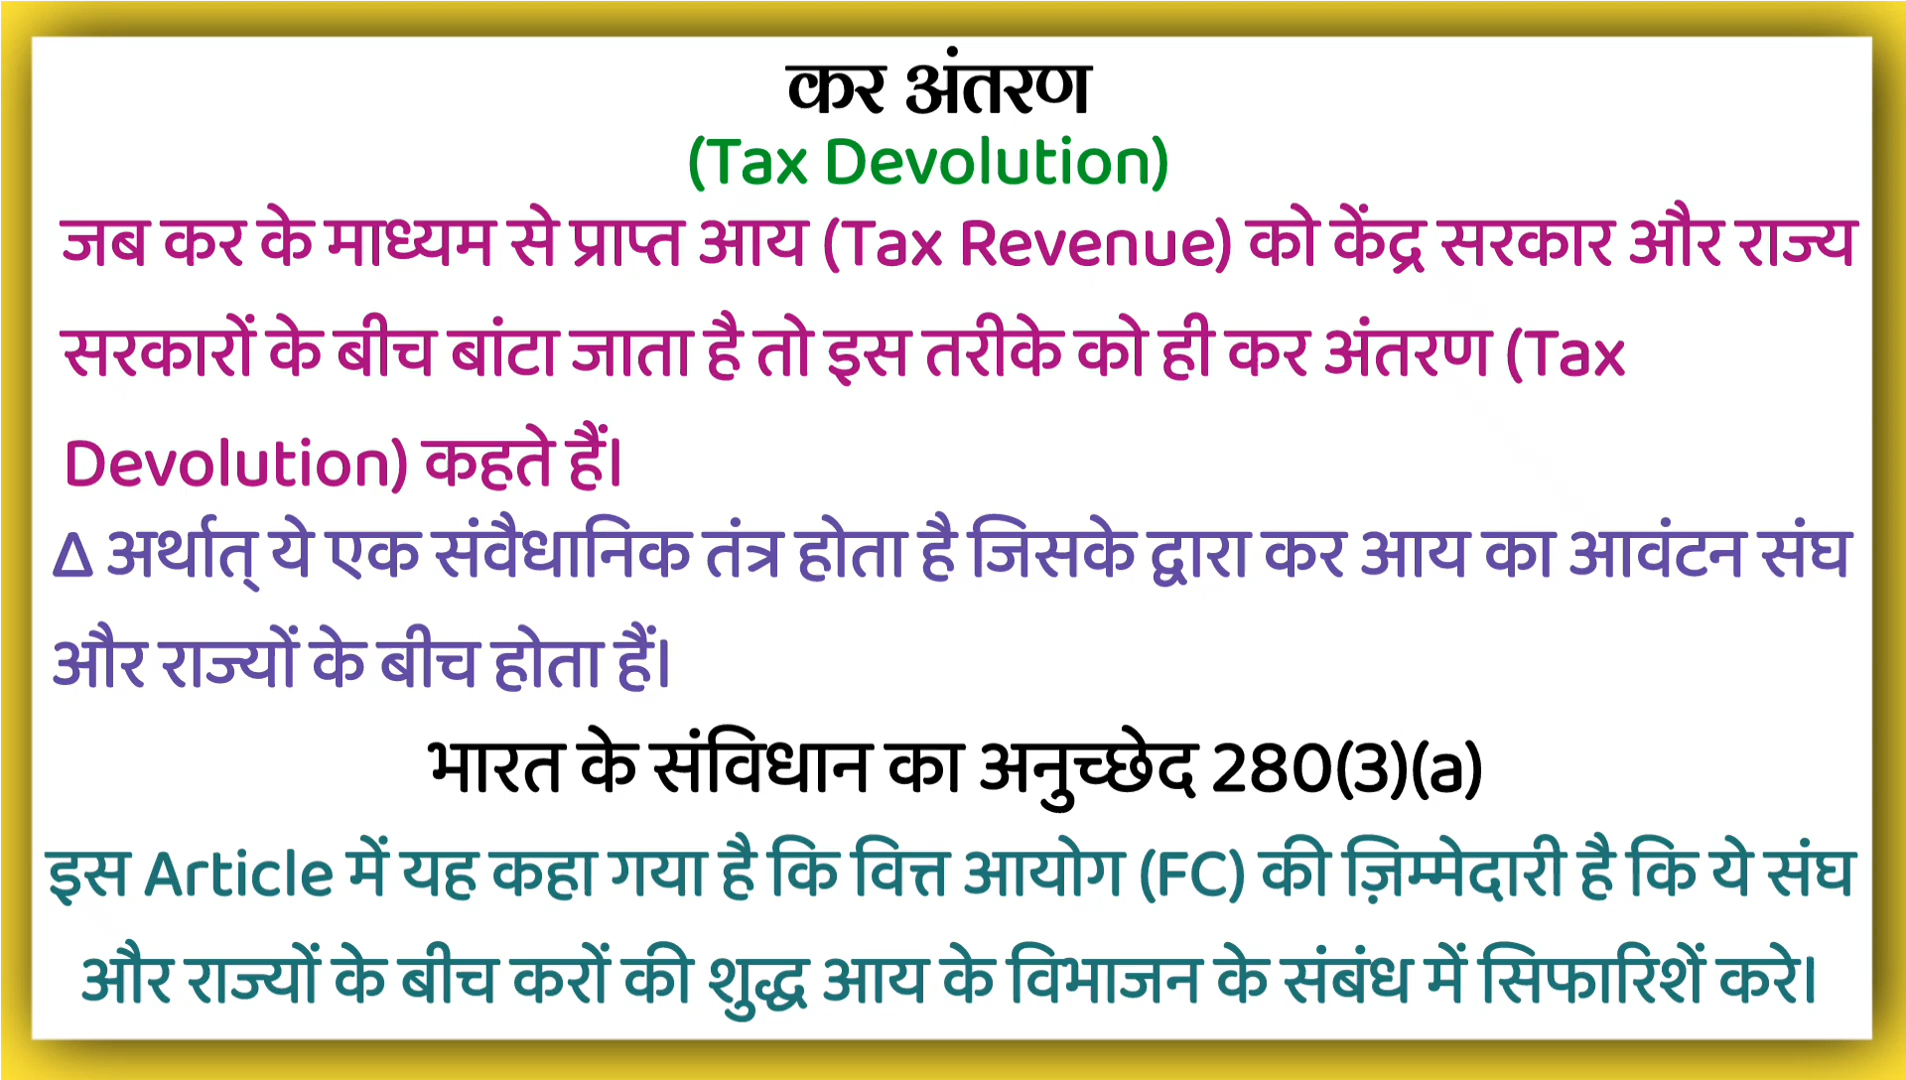 कर अंतरण
(Tax Devolution)
जब कर के माध्यम से प्राप्त आय (Tax Revenue) को केंद्र सरकार और राज्य
सरकारों के बीच बांटा जाता है तो इस तरीके को ही कर अंतरण (Tax
Devolution) कहते हैं।
Δ अर्थात् ये एक संवैधानिक तंत्र होता है जिसके द्वारा कर आय का आवंटन संघ
और राज्यों के बीच होता हैं।
भारत के संविधान का अनुच्छेद 280(3)(a)
इस Article में यह कहा गया है कि वित्त आयोग (FC) की ज़िम्मेदारी है कि ये संघ
और राज्यों के बीच करों की शुद्ध आय के विभाजन के संबंध में सिफारिशें करे।